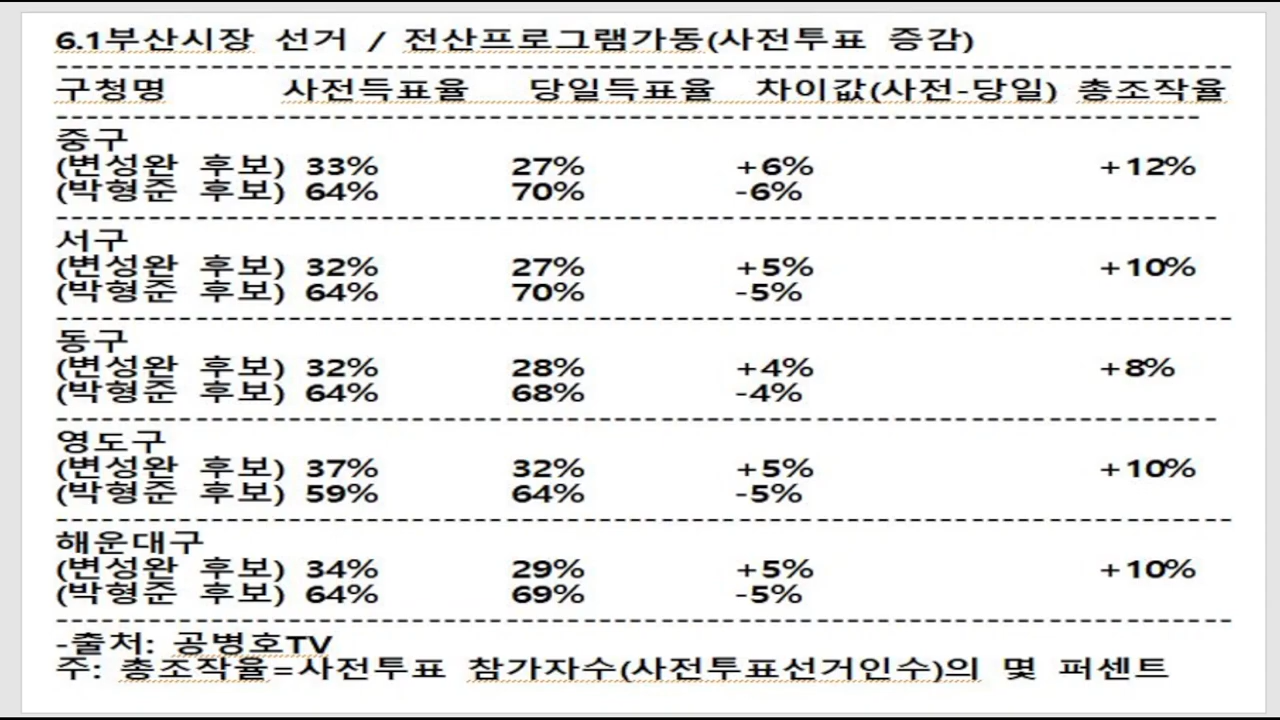 6.1부산시장 선거 / 전산프로그램가동(사전투표 증감)
구청명 사전득표율 당일득표율 차이값(사전-당일) 총조작율
중구
(변성완 후보) 33% 27% +6% +12%
(박형준 후보) 64% 70% -6%
서구
(변성완 후보) 32% 27% +5% +10%
(박형준 후보) 64% 70% -5%
동구
(변성완 후보) 32% 28% +4% +8%
(박형준 후보) 64% 68% -4%
영도구
(변성완 후보) 37% 32% +5% +10%
(박형준 후보) 59% 64% -5%
해운대구
(변성완 후보) 34% 29% +5% +10%
(박형준 후보) 64% 69% -5%
-출처: 공병호TV
주: 총조작율=사전투표 참가자수(사전투표선거인수)의 몇 퍼센트